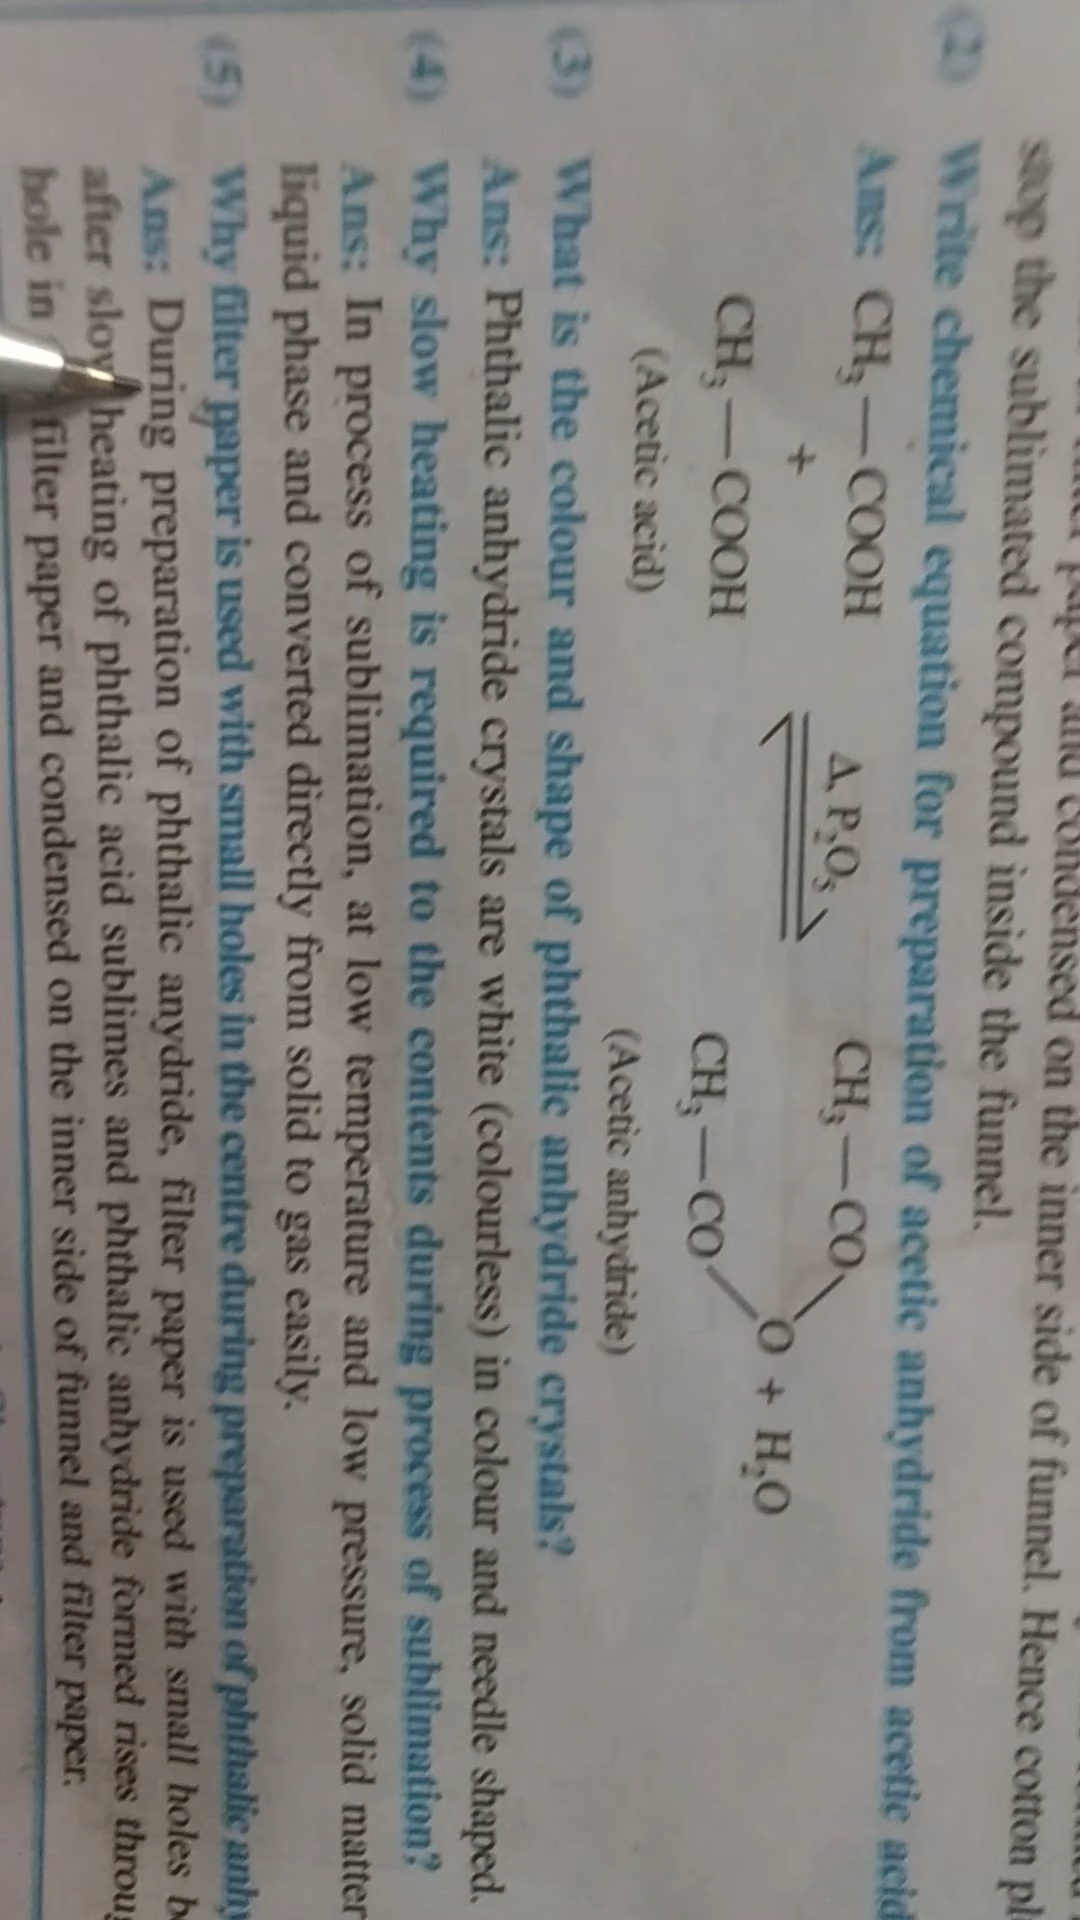 paper and condensed on the inner side of funnel. Hence cotton
stop the sublimated compound inside the funnel.
(2) Write chemical equation for preparation of acetic anhydride from acetic acid
Ans: CH₃—COOH CH₃—CO
+ Δ, P₂O₅ O + H₂O
CH₃—COOH CH₃—CO
(Acetic acid) (Acetic anhydride)
(3) What is the colour and shape of phthalic anhydride crystals?
Ans: Phthalic anhydride crystals are white (colourless) in colour and needle shaped.
(4) Why slow heating is required to the contents during process of sublimation?
Ans: In process of sublimation, at low temperature and low pressure, solid matter
liquid phase and converted directly from solid to gas easily.
(5) Why filter paper is used with small holes in the centre during preparation of phthalic anhy
Ans: During preparation of phthalic anydride, filter paper is used with small holes b
after slow heating of phthalic acid sublimes and phthalic anhydride formed rises throug
hole in filter paper and condensed on the inner side of funnel and filter paper.